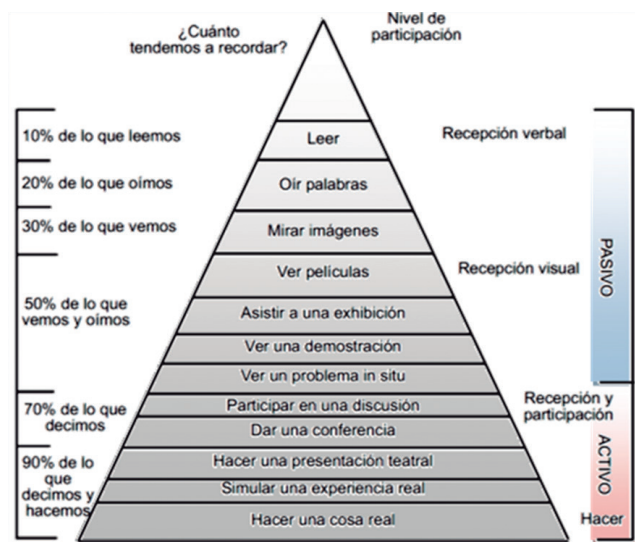 ¿Cuánto
tendemos a recordar?
Nivel de
participación
10% de lo que leemos
Leer
Recepción verbal
20% de lo que oímos
Oír palabras
30% de lo que vemos
Mirar imágenes
50% de lo que
vemos y oímos
Ver películas
Recepción visual
Asistir a una exhibición
Ver una demostración
Ver un problema in situ
PASIVO
70% de lo que
decimos
Participar en una discusión
Dar una conferencia
Recepción y
participación
90% de lo
que
decimos y
hacemos
Hacer una presentación teatral
Simular una experiencia real
Hacer una cosa real
Hacer
ACTIVO